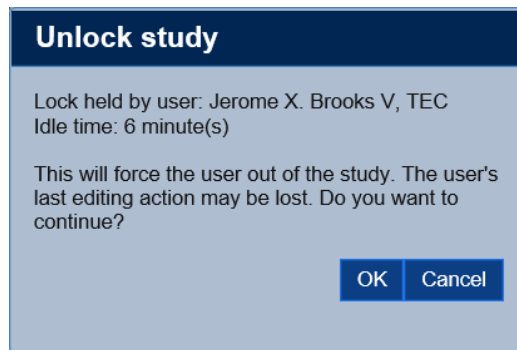 Unlock study
Lock held by user: Jerome X. Brooks V, TEC
Idle time: 6 minute(s)
This will force the user out of the study. The user's
last editing action may be lost. Do you want to
continue?
OK Cancel